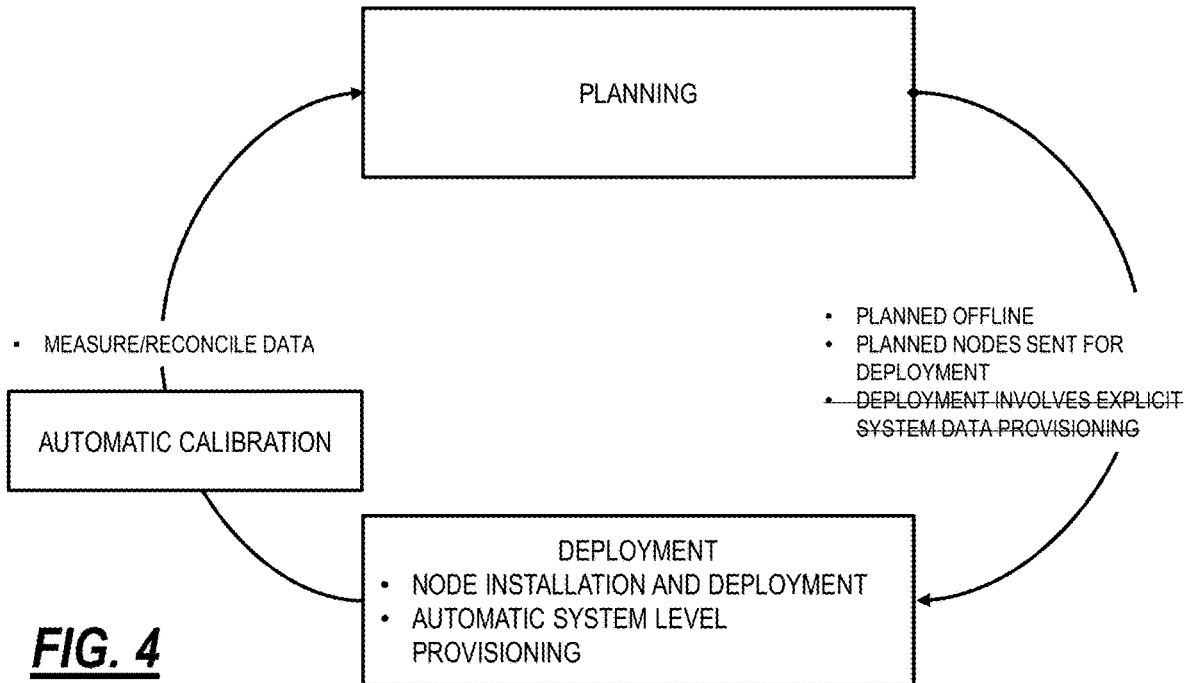 PLANNING
• MEASURE/RECONCILE DATA
• PLANNED OFFLINE
• PLANNED NODES SENT FOR
DEPLOYMENT
• DEPLOYMENT INVOLVES EXPLICIT
SYSTEM DATA PROVISIONING
AUTOMATIC CALIBRATION
DEPLOYMENT
• NODE INSTALLATION AND DEPLOYMENT
• AUTOMATIC SYSTEM LEVEL
PROVISIONING
FIG. 4